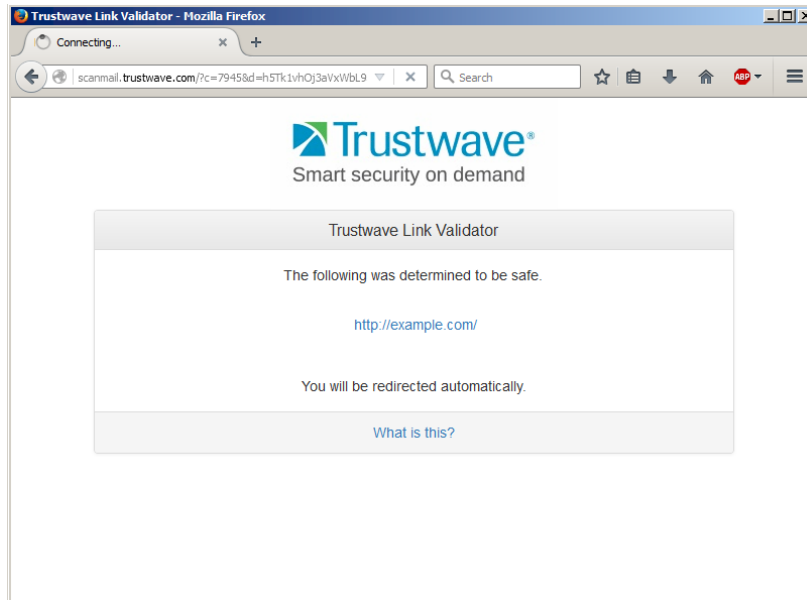 Trustwave Link Validator - Mozilla Firefox
Connecting...
scanmail.trustwave.com/?c=7945&d=h5Tk1vhOj3aVxWbL9
Search
ABP
Trustwave®
Smart security on demand
Trustwave Link Validator
The following was determined to be safe.
http://example.com/
You will be redirected automatically.
What is this?